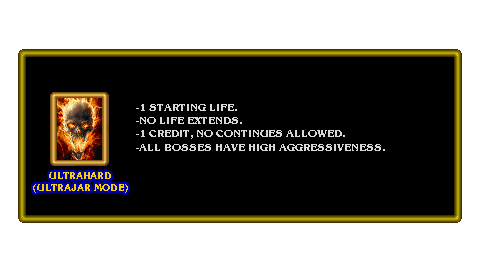 -1 STARTING LIFE.
-NO LIFE EXTENDS.
-1 CREDIT, NO CONTINUES ALLOWED.
-ALL BOSSES HAVE HIGH AGGRESSIVENESS.
ULTRAHARD
(ULTRAJAR MODE)